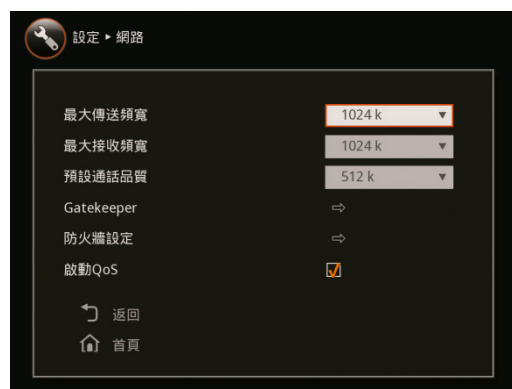 設定 ▸ 網路
最大傳送頻寬 1024 k
最大接收頻寬 1024 k
預設通話品質 512 k
Gatekeeper
防火牆設定
啟動QoS
返回
首頁